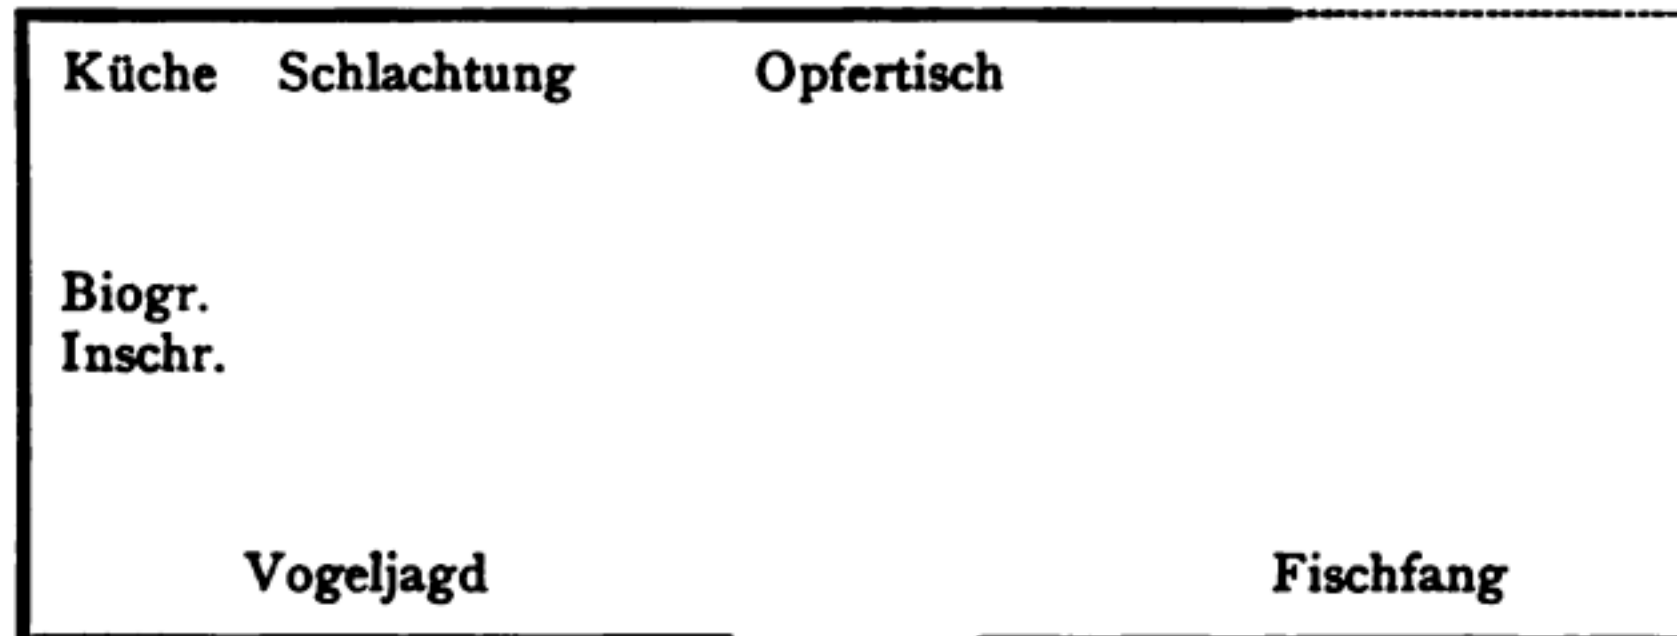 Küche Schlachtung Opfertisch
Biogr.
Inschr.
Vogeljagd Fischfang